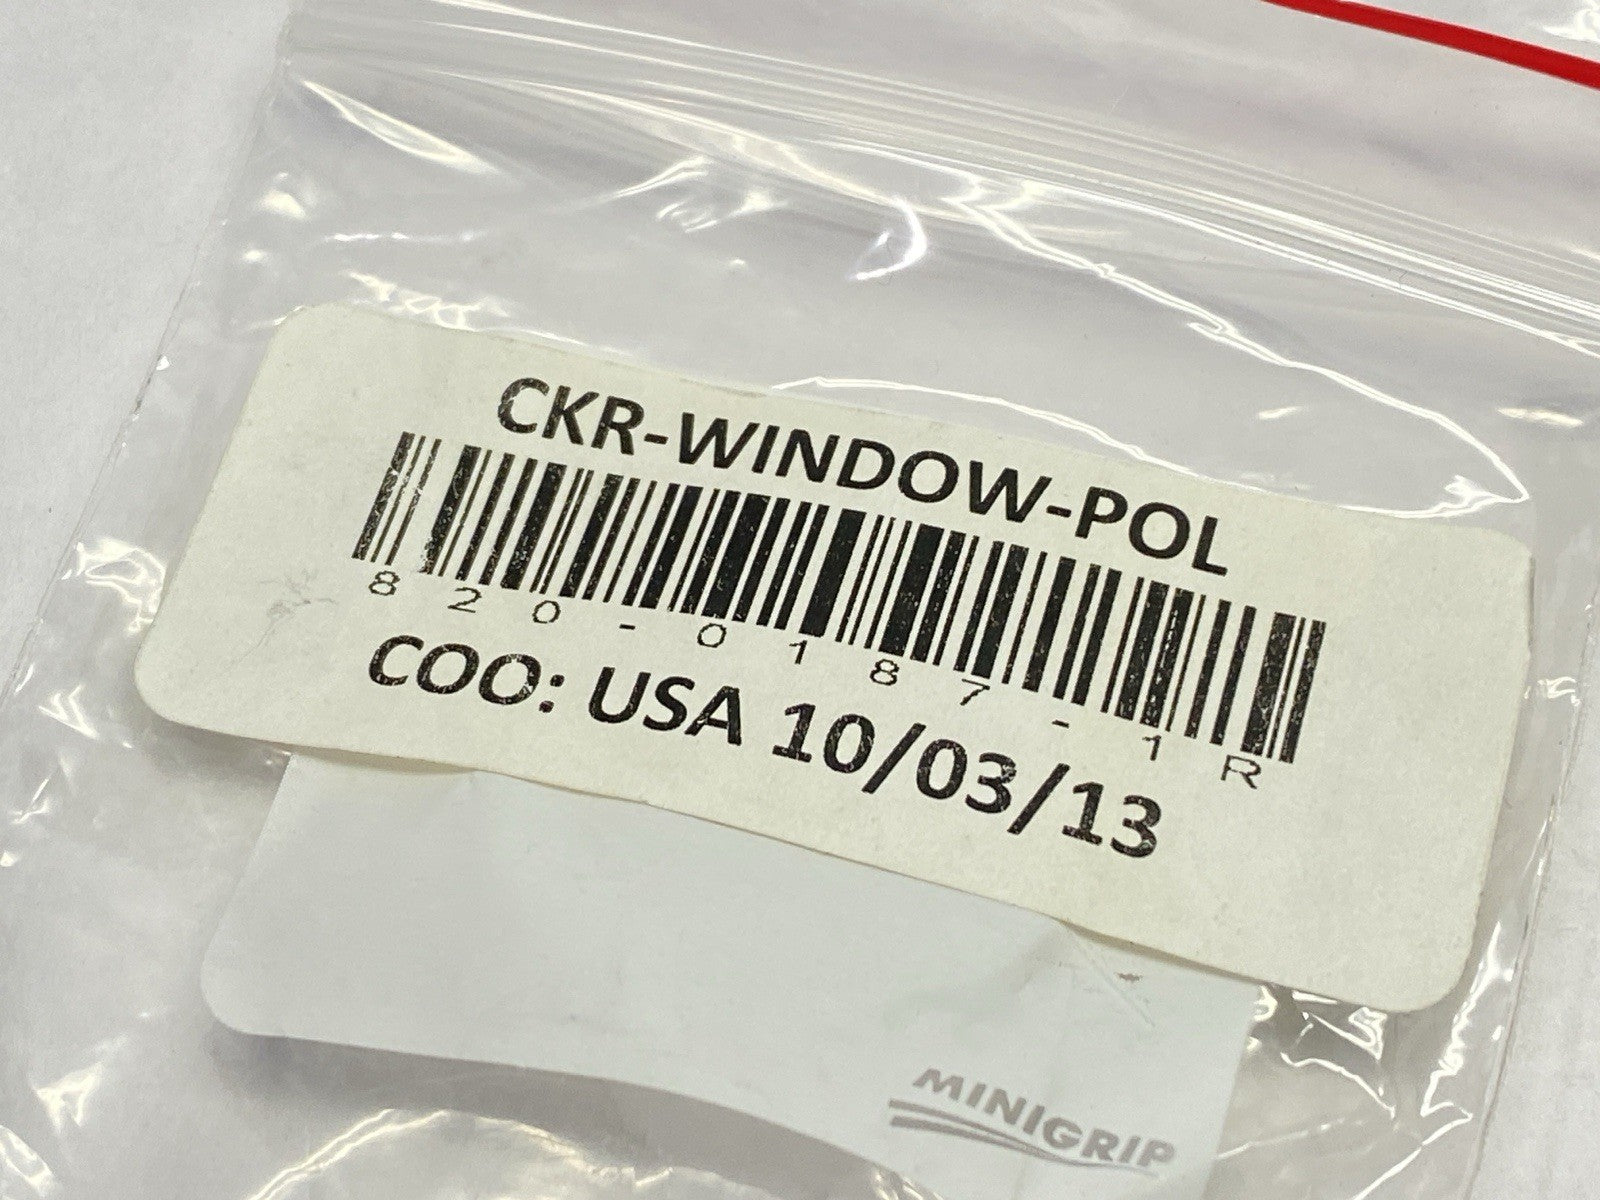 CKR-WINDOW-POL
820-0187-1R
COO: USA 10/03/13
MINIGRIP